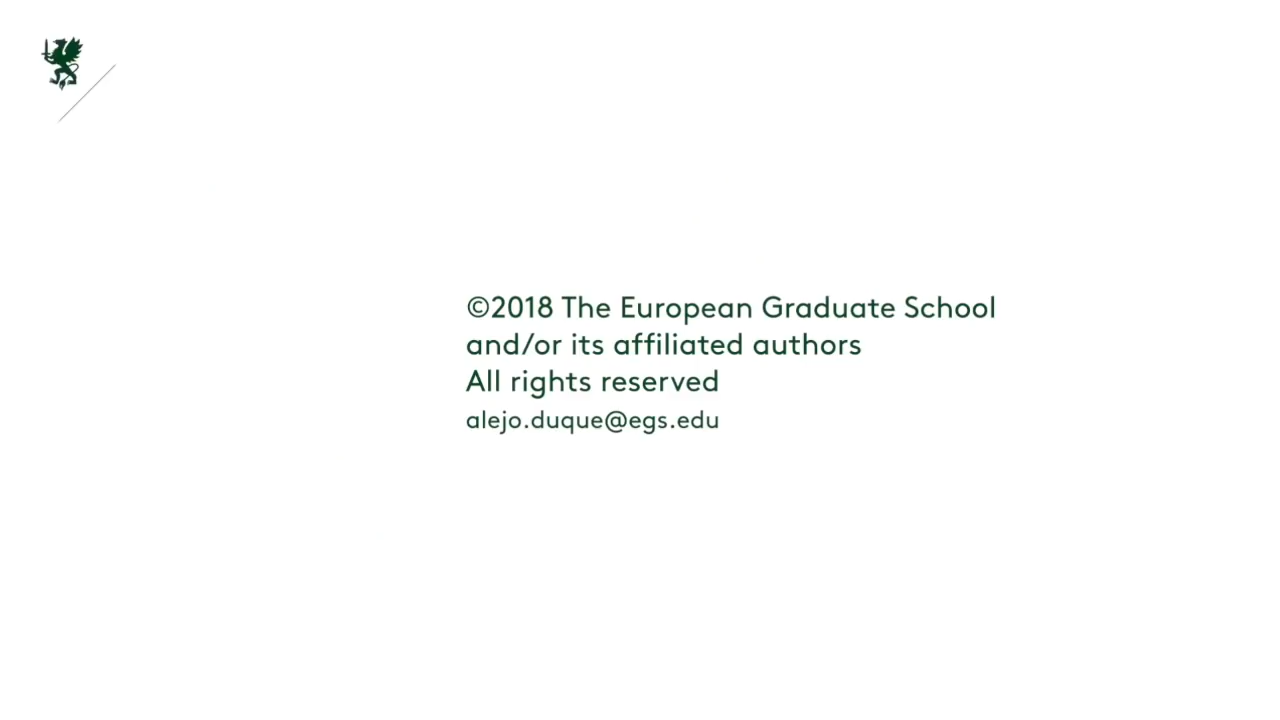 ©2018 The European Graduate School
and/or its affiliated authors
All rights reserved
alejo.duque@egs.edu